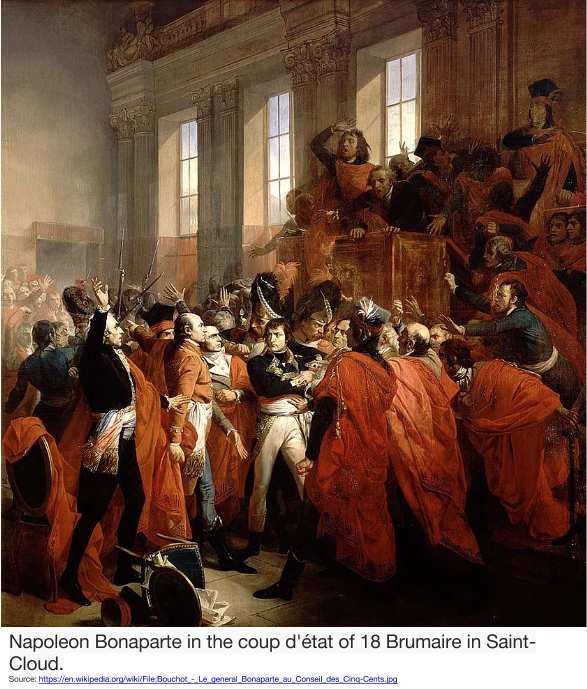 Napoleon Bonaparte in the coup d'état of 18 Brumaire in Saint-
Cloud.
Source: https://en.wikipedia.org/wiki/File:Bouchot_-_Le_general_Bonaparte_au_Conseil_des_Cinq-Cents.jpg